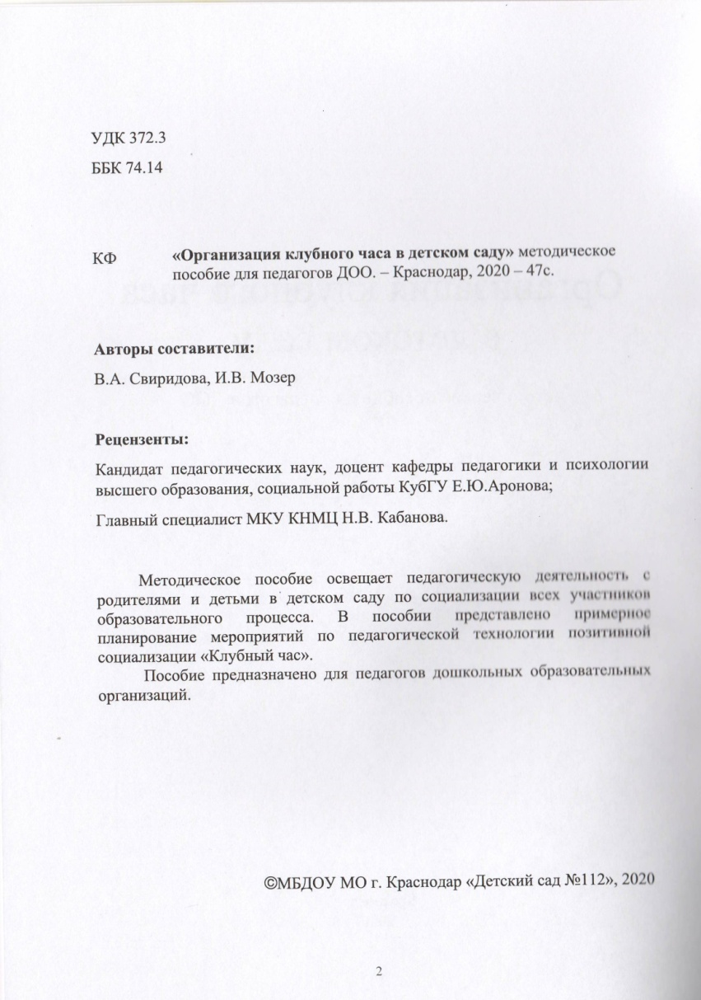 УДК 372.3
ББК 74.14
КФ
«Организация клубного часа в детском саду» методическое
пособие для педагогов ДОО. – Краснодар, 2020 – 47с.
Авторы составители:
В.А. Свиридова, И.В. Мозер
Рецензенты:
Кандидат педагогических наук, доцент кафедры педагогики и психологии
высшего образования, социальной работы КубГУ Е.Ю.Аронова;
Главный специалист МКУ КНМЦ Н.В. Кабанова.
Методическое пособие освещает педагогическую деятельность с
родителями и детьми в детском саду по социализации всех участников
образовательного процесса. В пособии представлено примерное
планирование мероприятий по педагогической технологии позитивной
социализации «Клубный час».
Пособие предназначено для педагогов дошкольных образовательных
организаций.
©МБДОУ МО г. Краснодар «Детский сад №112», 2020
2